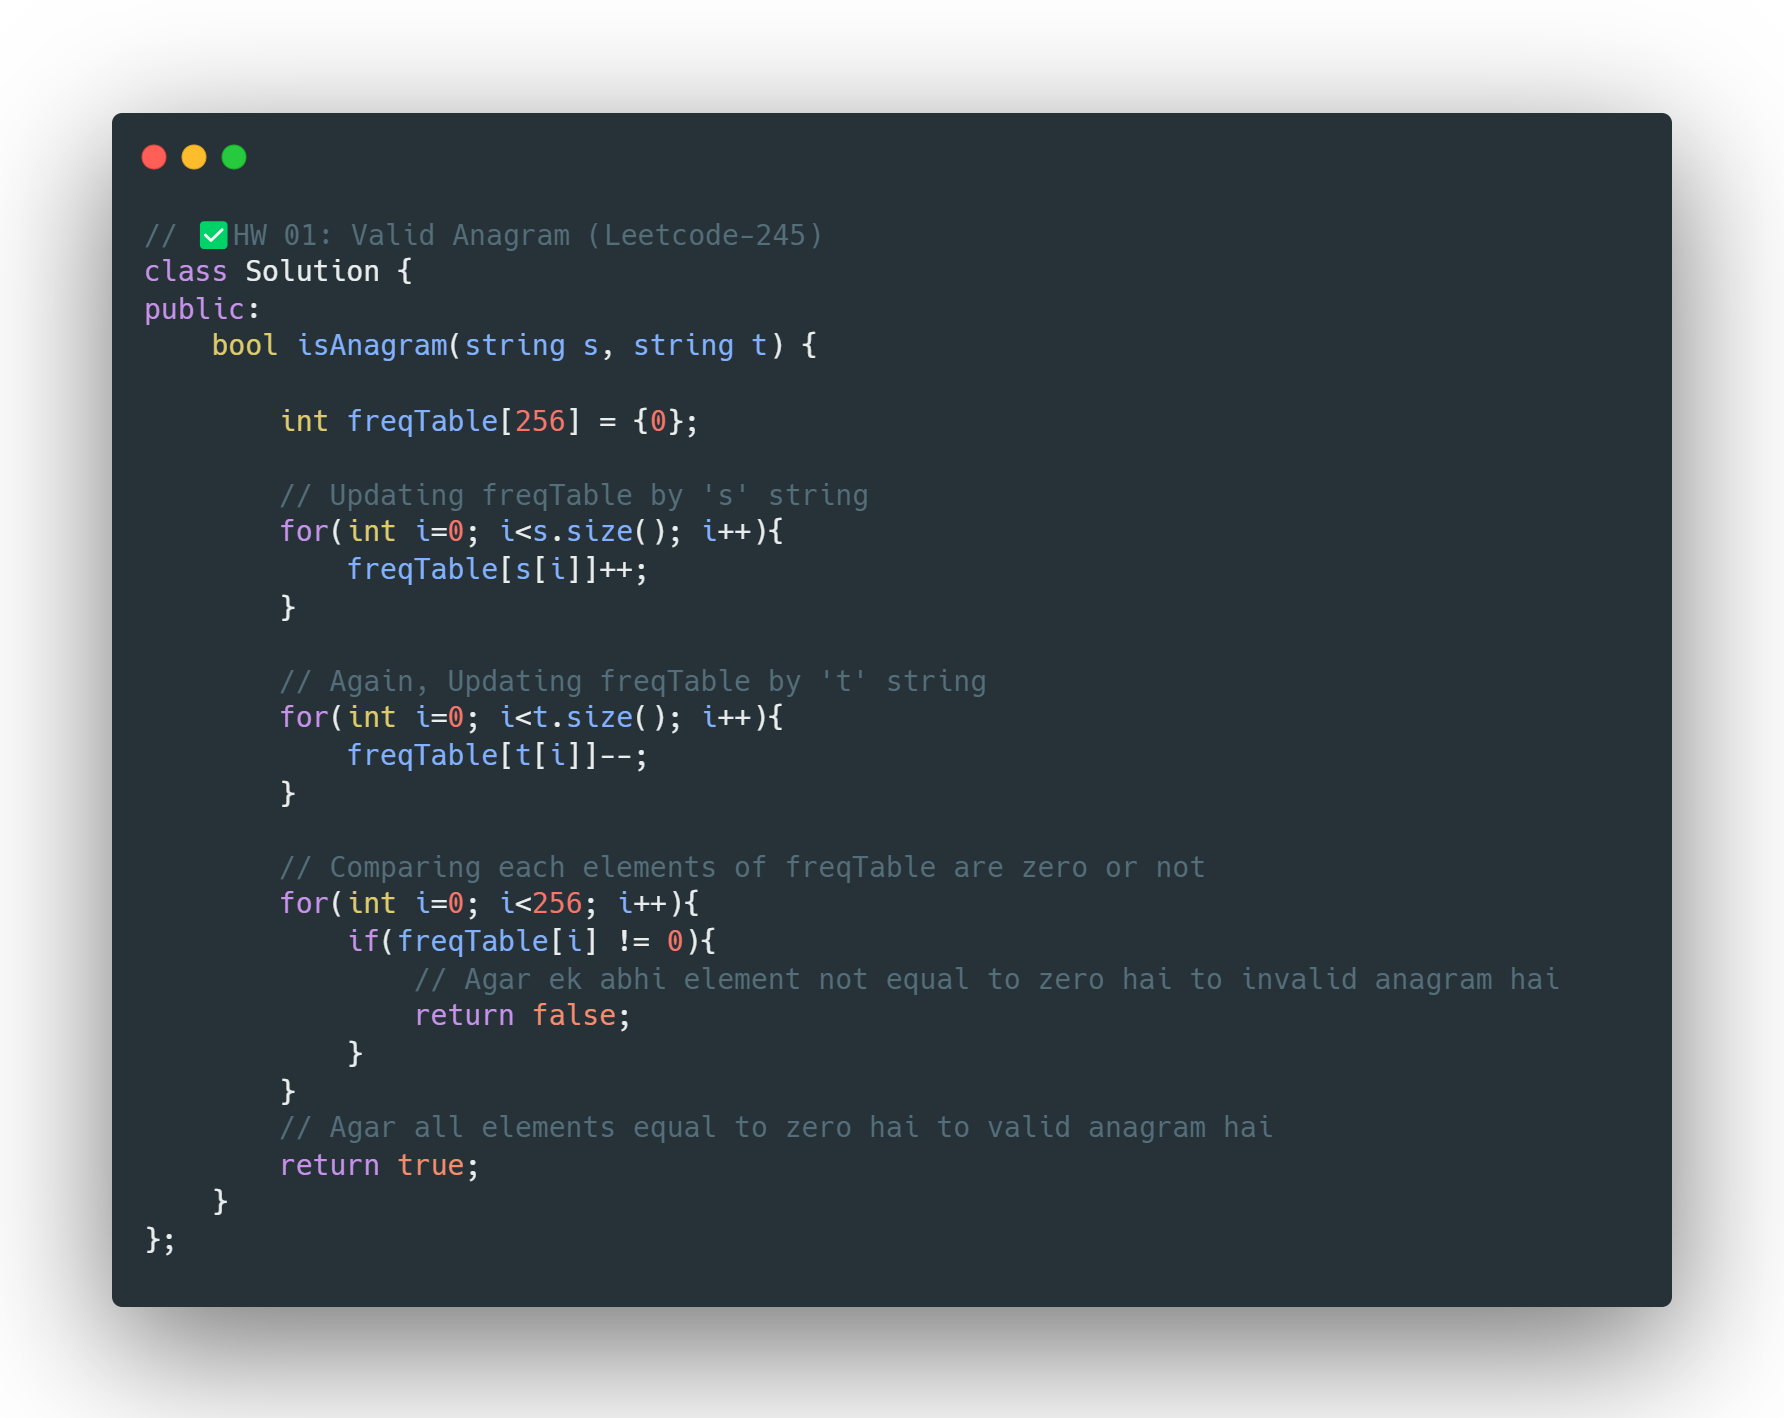 // ✅HW 01: Valid Anagram (Leetcode-245)
class Solution {
public:
    bool isAnagram(string s, string t) {

        int freqTable[256] = {0};

        // Updating freqTable by 's' string
        for(int i=0; i<s.size(); i++){
            freqTable[s[i]]++;
        }

        // Again, Updating freqTable by 't' string
        for(int i=0; i<t.size(); i++){
            freqTable[t[i]]--;
        }

        // Comparing each elements of freqTable are zero or not
        for(int i=0; i<256; i++){
            if(freqTable[i] != 0){
                // Agar ek abhi element not equal to zero hai to invalid anagram hai
                return false;
            }
        }
        // Agar all elements equal to zero hai to valid anagram hai
        return true;
    }
};